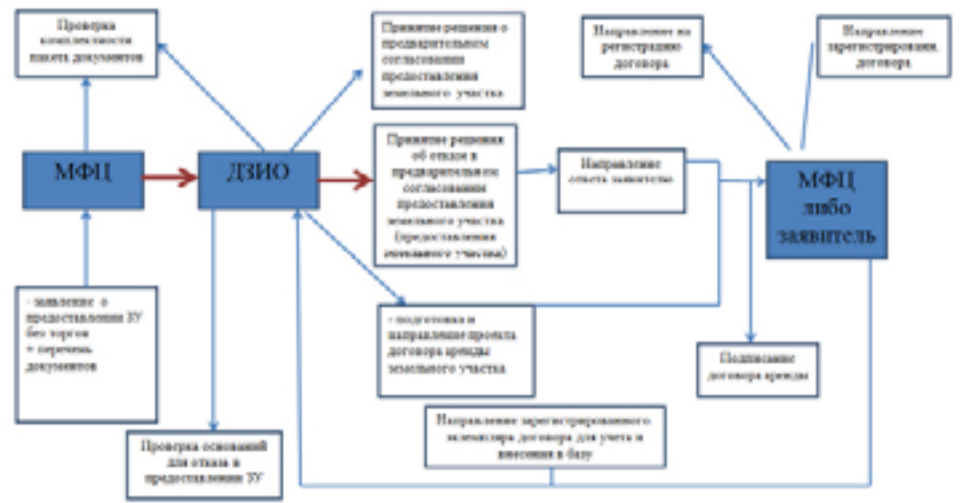 Проверка
комплектности
пакета документов
Принятие решения о
предварительном
согласовании
предоставления
земельного участка
Направление на
регистрацию
договора
Направление
договора
МФЦ
ДЗИО
Принятие решения
об отказе в
предварительном
согласовании
предоставления
земельного участка
(предоставления
земельного участка)
Направление
ответа заявителю
МФЦ
либо
заявитель
- заявление о
предоставлении ЗУ
без торгов
+ перечень
документов
- подготовка и
направление проекта
договора аренды
земельного участка
Подписание
договора аренды
Направление зарегистрированного
экземпляра договора для учета и
внесения в базу
Проверка оснований
для отказа в
предоставлении ЗУ